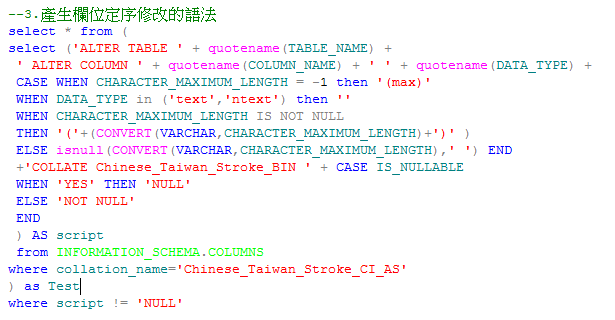 --3.產生欄位定序修改的語法
select * from (
select ('ALTER TABLE ' + quotename(TABLE_NAME) +
' ALTER COLUMN ' + quotename(COLUMN_NAME) + ' ' + quotename(DATA_TYPE) +
CASE WHEN CHARACTER_MAXIMUM_LENGTH = -1 then '(max)'
WHEN DATA_TYPE in ('text','ntext') then ''
WHEN CHARACTER_MAXIMUM_LENGTH IS NOT NULL
THEN '('+(CONVERT(VARCHAR,CHARACTER_MAXIMUM_LENGTH)+')' )
ELSE isnull(CONVERT(VARCHAR,CHARACTER_MAXIMUM_LENGTH),' ') END
+'COLLATE Chinese_Taiwan_Stroke_BIN ' + CASE IS_NULLABLE
WHEN 'YES' THEN 'NULL'
ELSE 'NOT NULL'
END
) AS script
from INFORMATION_SCHEMA.COLUMNS
where collation_name='Chinese_Taiwan_Stroke_CI_AS'
) as Test
where script != 'NULL'